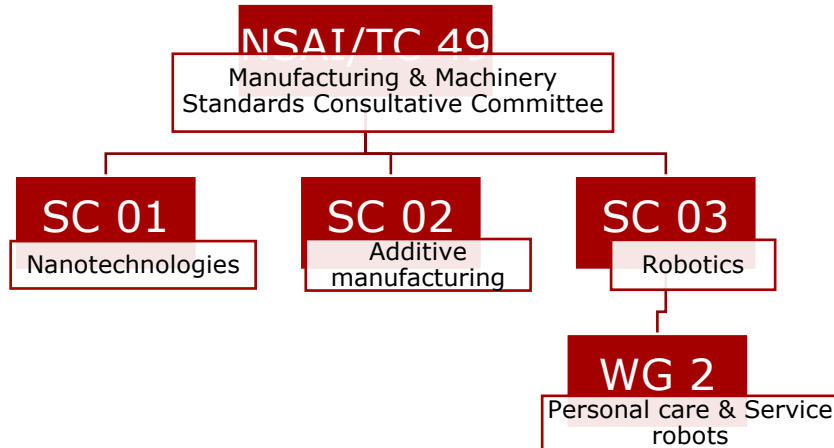 NSAI/TC 49
Manufacturing & Machinery
Standards Consultative Committee
SC 01
Nanotechnologies
SC 02
Additive
manufacturing
SC 03
Robotics
WG 2
Personal care & Service
robots